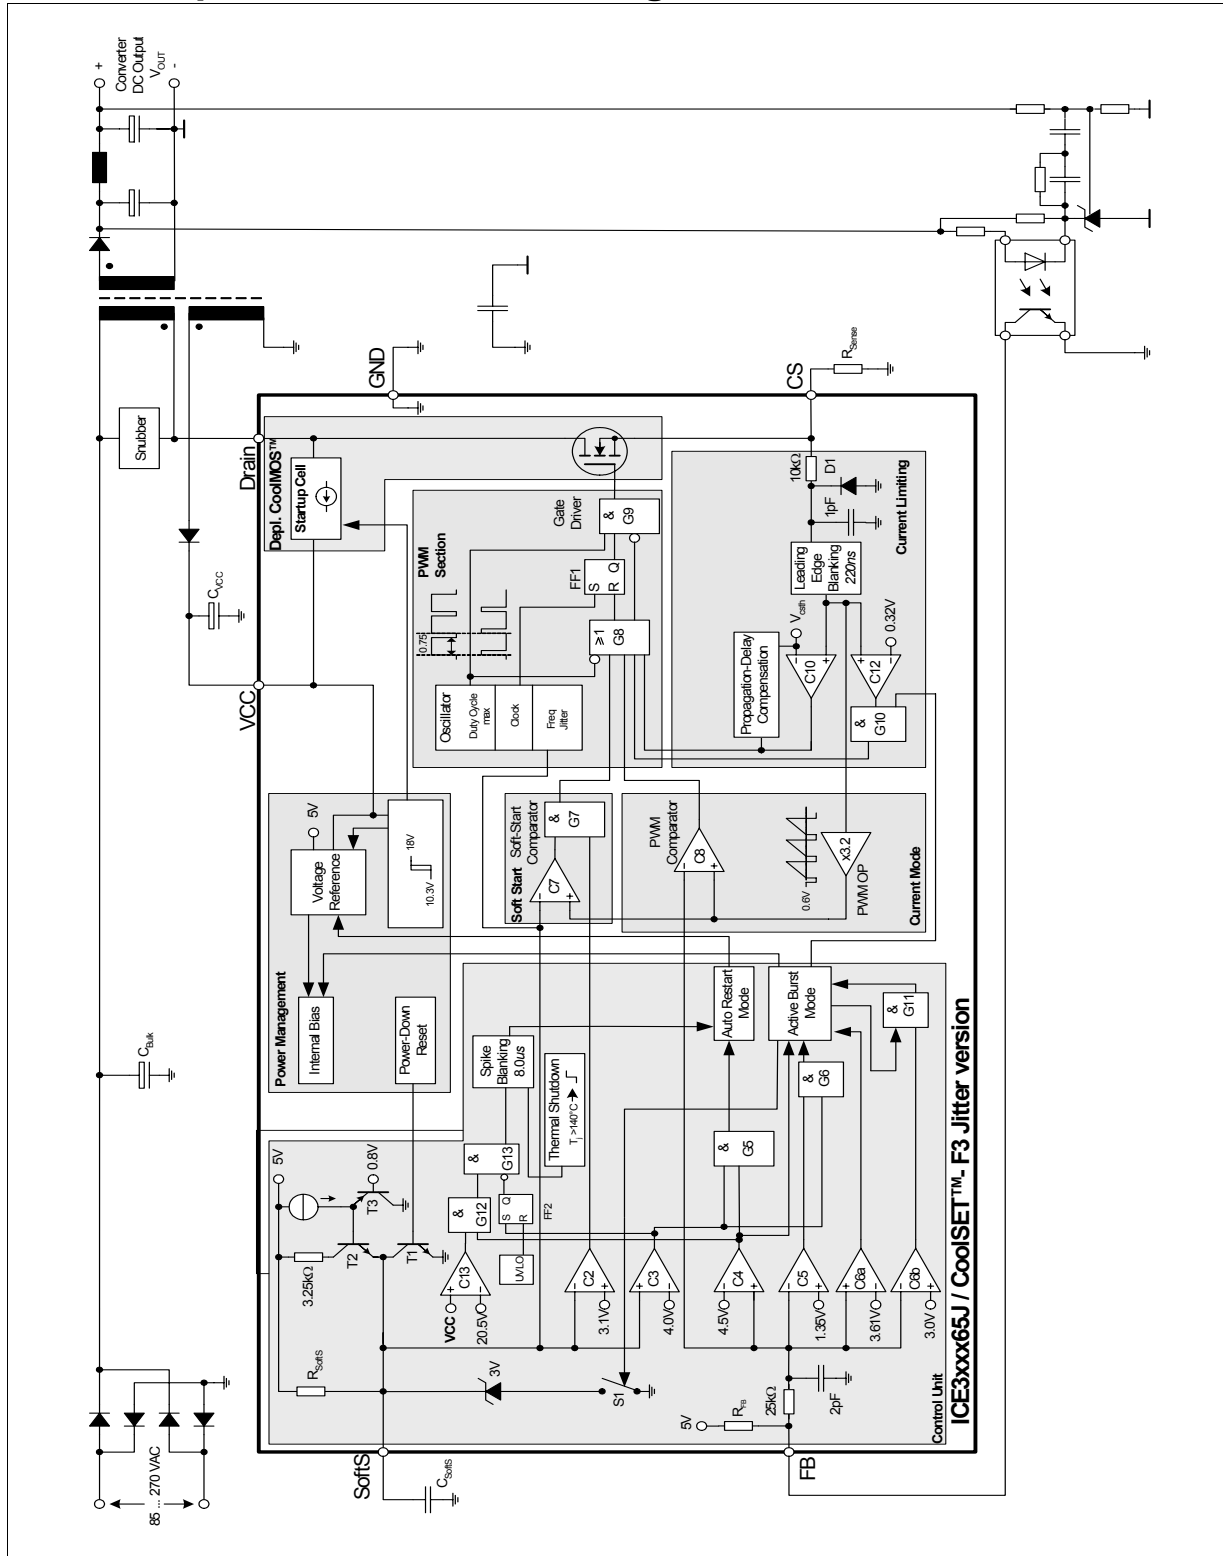 +
Converter
DC Output
VOUT
-
Snubber
Drain
GND
CS
RSense
CVCC
VCC
CBulk
85 ... 270 VAC
SoftS
CSoftS
FB
Depl. CoolMOS™
Startup Cell
PWM
Section
0.75
Oscillator
Duty Cycle
max
Clock
Freq
Jitter
Gate
Driver
&
G9
FF1
S
R
Q
≥1
G8
Current Limiting
10kΩ
D1
1pF
Leading
Edge
Blanking
220ns
Propagation-Delay
Compensation
Vcsth
-
+
C10
+
-
C12
0.32V
&
G10
Power Management
Internal Bias
Voltage
Reference
5V
10.3V
18V
Power-Down
Reset
Soft Start
Soft-Start
Comparator
C7
-
+
&
G7
PWM
Comparator
C8
-
+
0.6V
x3.2
PWM OP
Current Mode
5V
3.25kΩ
RSoftS
T2
T3
0.8V
T1
VCC
20.5V
+
-
C13
&
G12
&
G13
UVLO
S
R
Q
FF2
Spike
Blanking
8.0us
Thermal Shutdown
Tj >140°C
3.1V
-
+
C2
4.0V
+
-
C3
4.5V
-
+
C4
1.35V
-
+
C5
3.61V
+
-
C6a
3.0V
-
+
C6b
&
G5
&
G6
&
G11
Auto Restart
Mode
Active Burst
Mode
3V
S1
5V
RFB
25kΩ
2pF
Control Unit
ICE3xxx65J / CoolSET™- F3 Jitter version